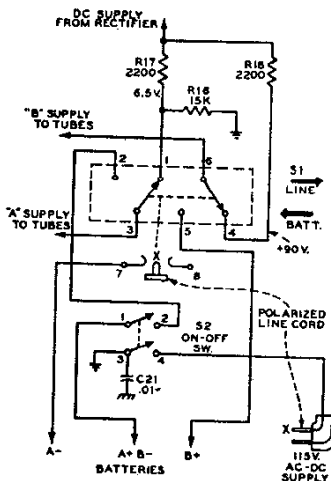 DC SUPPLY
FROM RECTIFIER
R17
2200
R18
2200
6.5V.
R16
15K
"B" SUPPLY
TO TUBES
2
1
6
S1
LINE
BATT.
3
5
4
"A" SUPPLY
TO TUBES
+90V.
X
7
8
POLARIZED
LINE CORD
1
2
S2
ON-OFF
SW.
3
4
C21
.01~
X
A-
A+ B-
B+
BATTERIES
115V.
AC-DC
SUPPLY